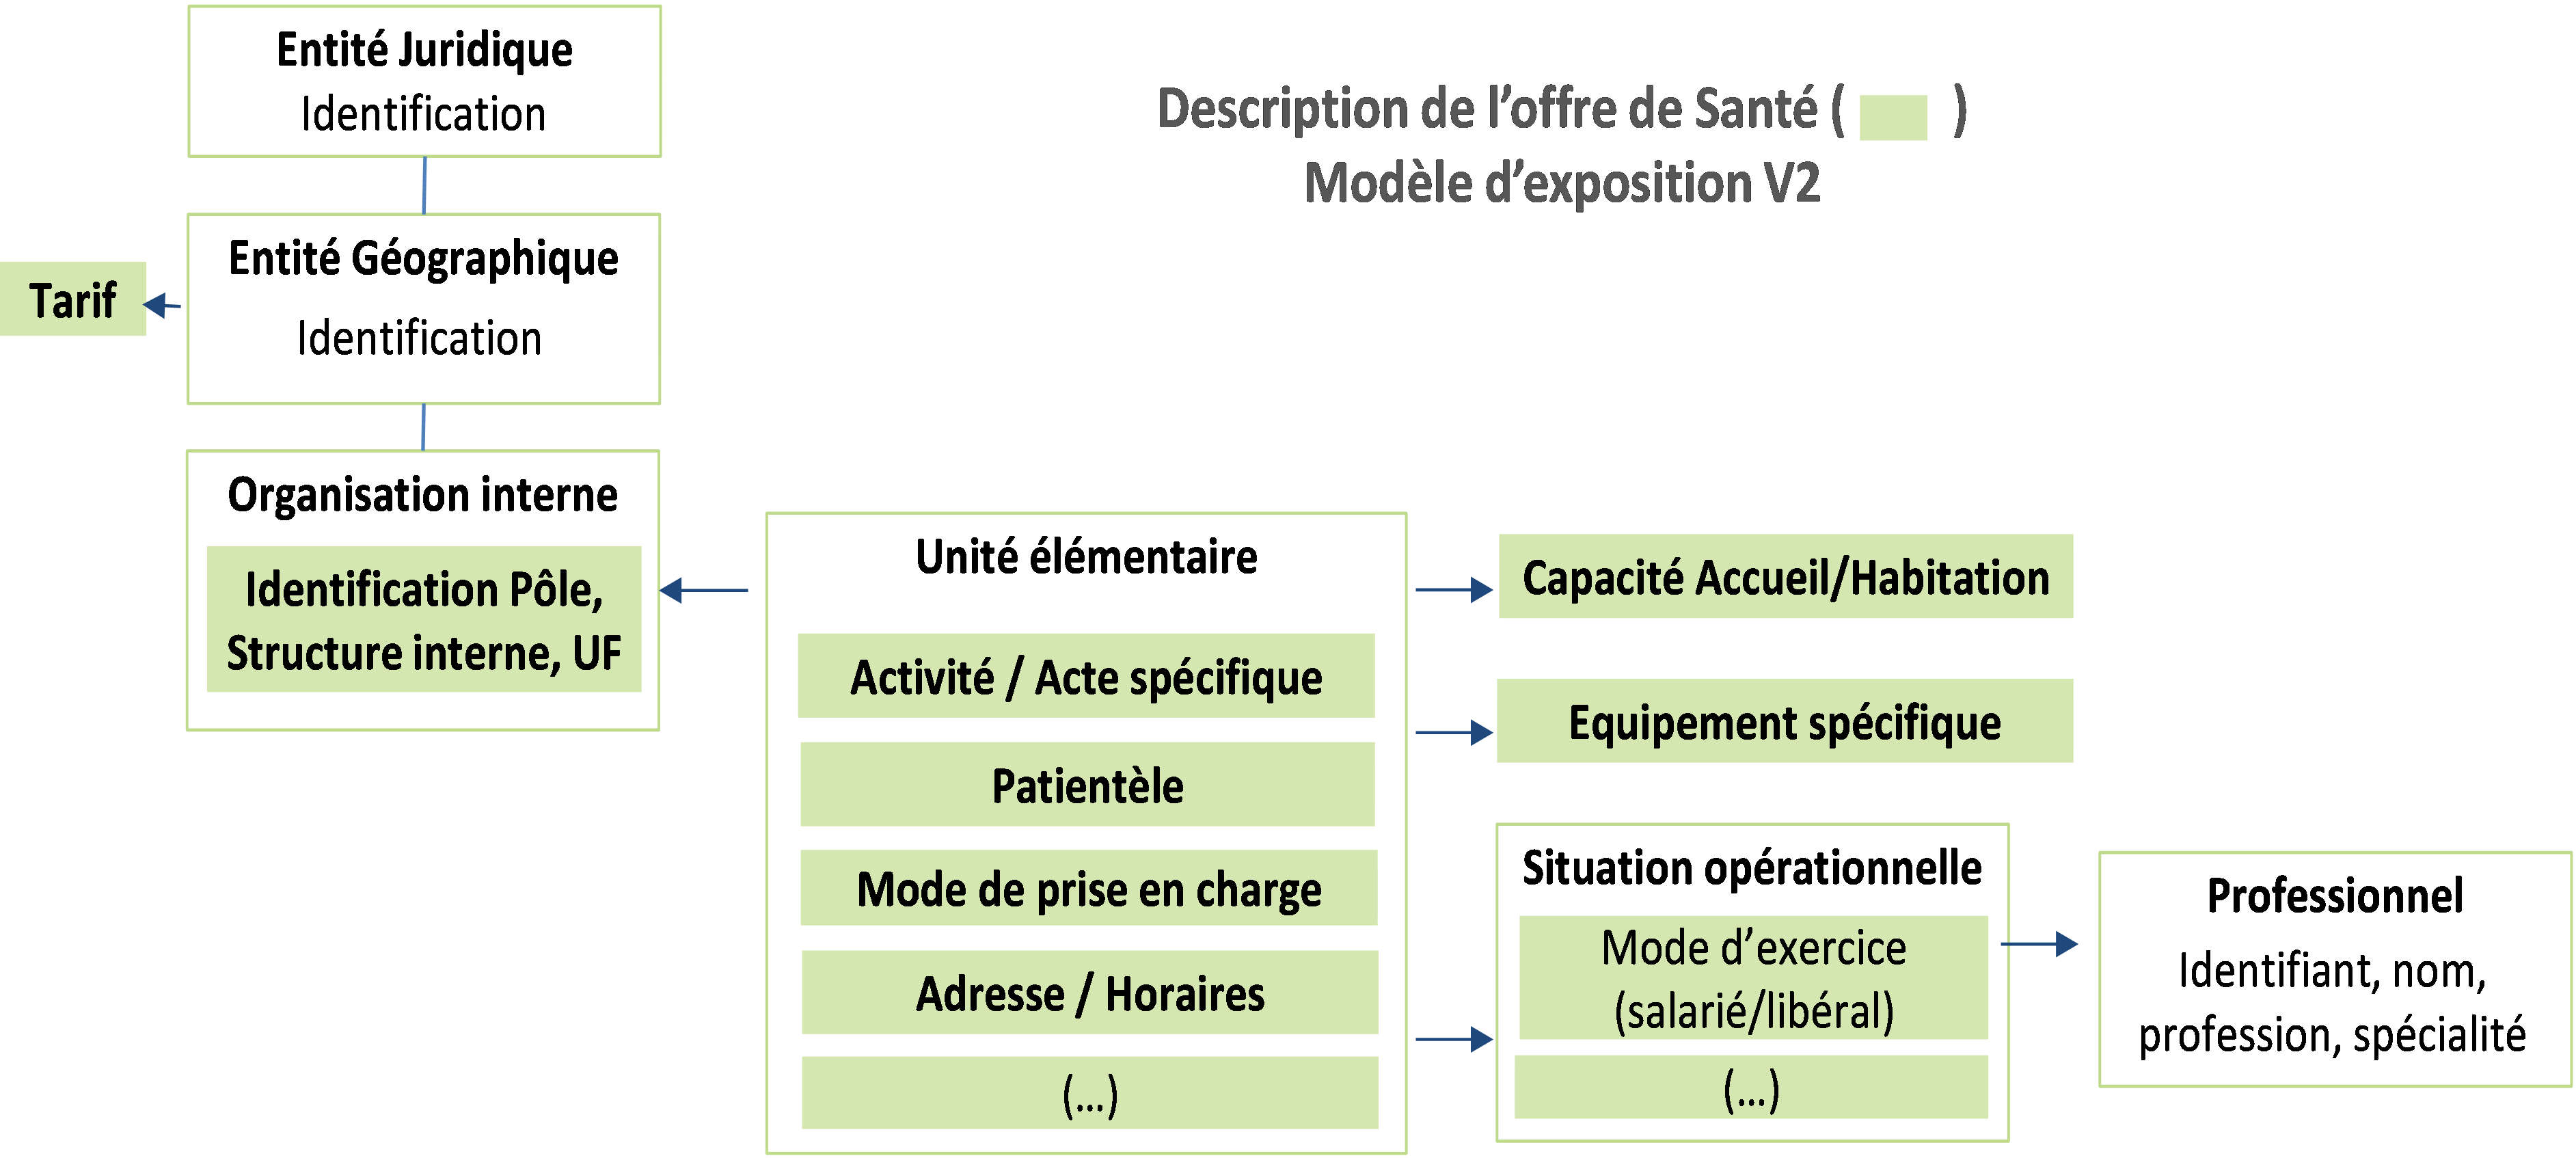 Entité Juridique
Identification
Description de l’offre de Santé ( )
Modèle d’exposition V2
Entité Géographique
Identification
Tarif
Organisation interne
Identification Pôle,
Structure interne, UF
Unité élémentaire
Activité / Acte spécifique
Patientèle
Mode de prise en charge
Adresse / Horaires
(...)
Capacité Accueil/Habitation
Equipement spécifique
Situation opérationnelle
Mode d’exercice
(salarié/libéral)
(...)
Professionnel
Identifiant, nom,
profession, spécialité